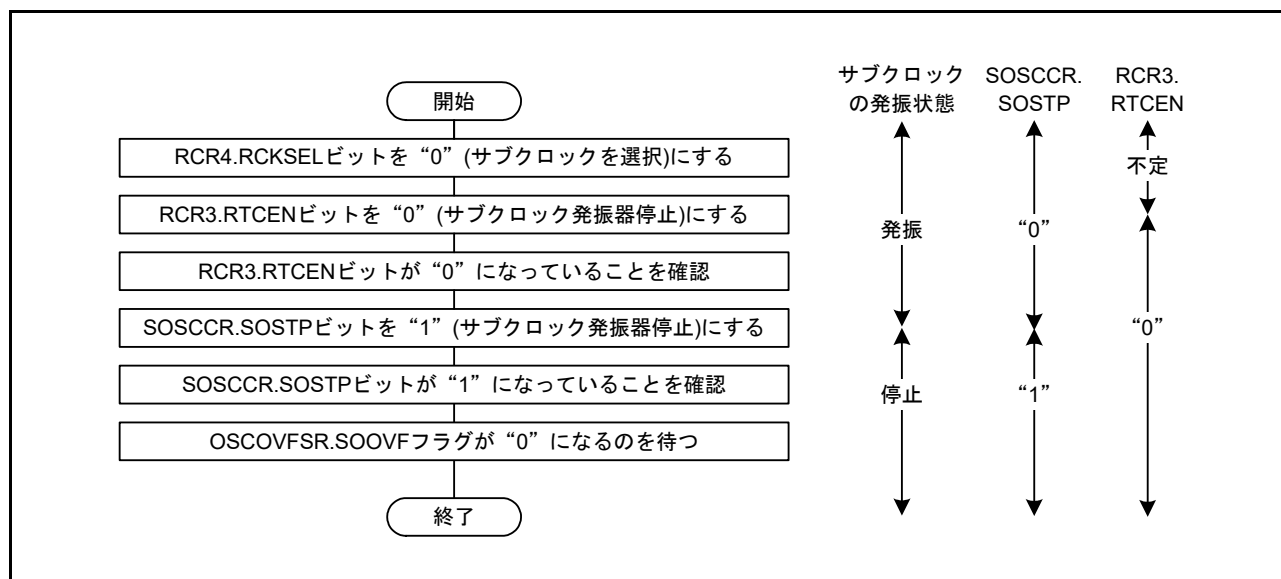 開始
RCR4.RCKSELビットを“0”(サブクロックを選択)にする
RCR3.RTCENビットを“0”(サブクロック発振器停止)にする
RCR3.RTCENビットが“0”になっていることを確認
SOSCCR.SOSTPビットを“1”(サブクロック発振器停止)にする
SOSCCR.SOSTPビットが“1”になっていることを確認
OSCOVFSR.SOOVFフラグが“0”になるのを待つ
終了
サブクロック
の発振状態
発振
停止
SOSCCR.
SOSTP
“0”
“1”
RCR3.
RTCEN
不定
“0”